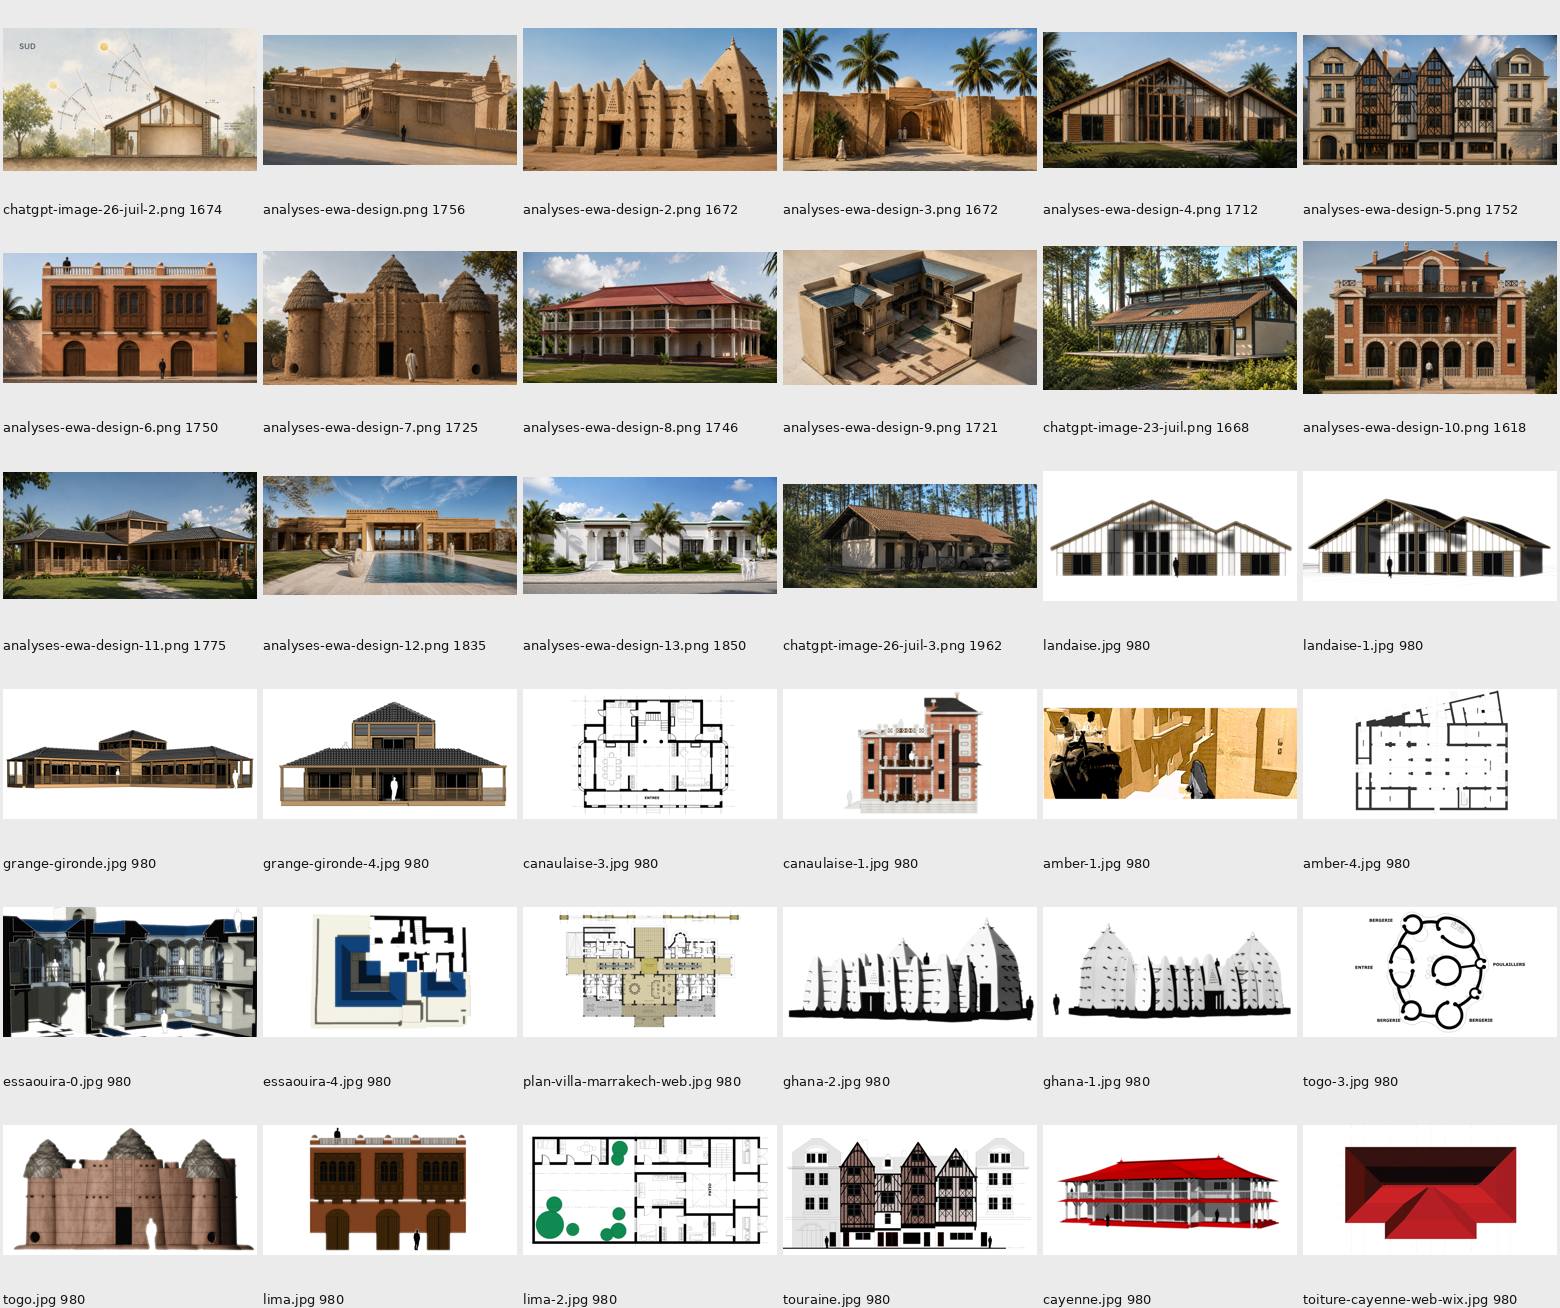 SUD
chatgpt-image-26-juil-2.png 1674
analyses-ewa-design.png 1756
analyses-ewa-design-2.png 1672
analyses-ewa-design-3.png 1672
analyses-ewa-design-4.png 1712
analyses-ewa-design-5.png 1752
analyses-ewa-design-6.png 1750
analyses-ewa-design-7.png 1725
analyses-ewa-design-8.png 1746
analyses-ewa-design-9.png 1721
chatgpt-image-23-juil.png 1668
analyses-ewa-design-10.png 1618
analyses-ewa-design-11.png 1775
analyses-ewa-design-12.png 1835
analyses-ewa-design-13.png 1850
chatgpt-image-26-juil-3.png 1962
landaise.jpg 980
landaise-1.jpg 980
ENTREE
grange-gironde.jpg 980
grange-gironde-4.jpg 980
canaulaise-3.jpg 980
canaulaise-1.jpg 980
amber-1.jpg 980
amber-4.jpg 980
BERGERIE
ENTREE
POULAILLERS
BERGERIE
BERGERIE
essaouira-0.jpg 980
essaouira-4.jpg 980
plan-villa-marrakech-web.jpg 980
ghana-2.jpg 980
ghana-1.jpg 980
togo-3.jpg 980
PATIO
togo.jpg 980
lima.jpg 980
lima-2.jpg 980
touraine.jpg 980
cayenne.jpg 980
toiture-cayenne-web-wix.jpg 980